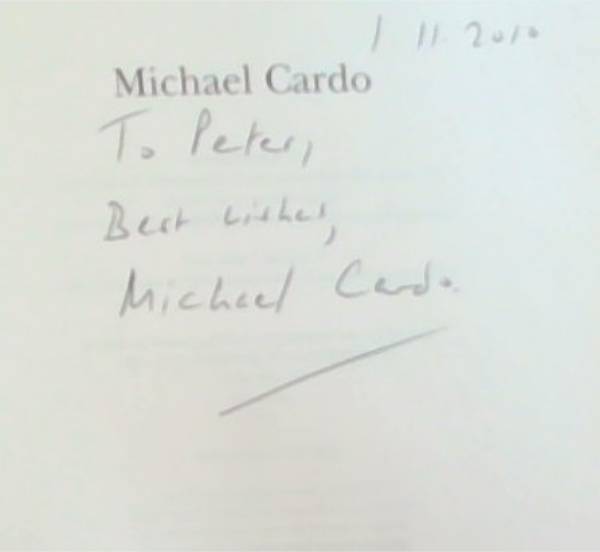 1 11 2010
Michael Cardo
To Peter,
Best wishes,
Michael Cardo.